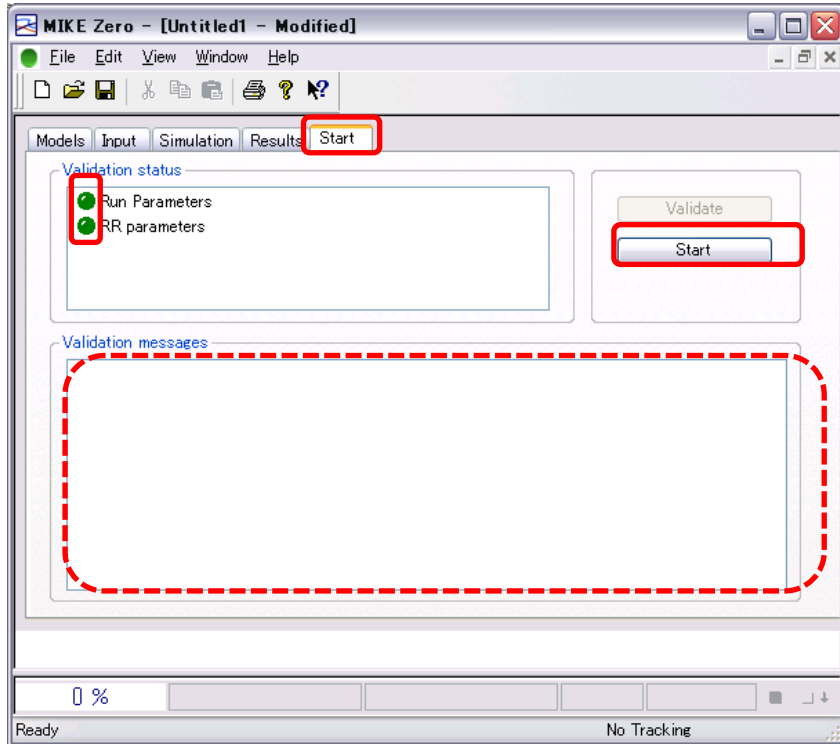 MIKE Zero - [Untitled1 - Modified]
File Edit View Window Help
Models Input Simulation Results Start
Validation status
Run Parameters
RR parameters
Validate
Start
Validation messages
0 %
Ready No Tracking